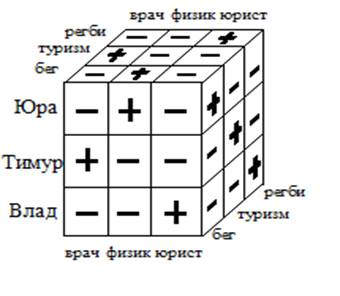 врач физик юрист
регби
туризм
бег
Юра
Тимур
Влад
регби
туризм
бег
врач физик юрист